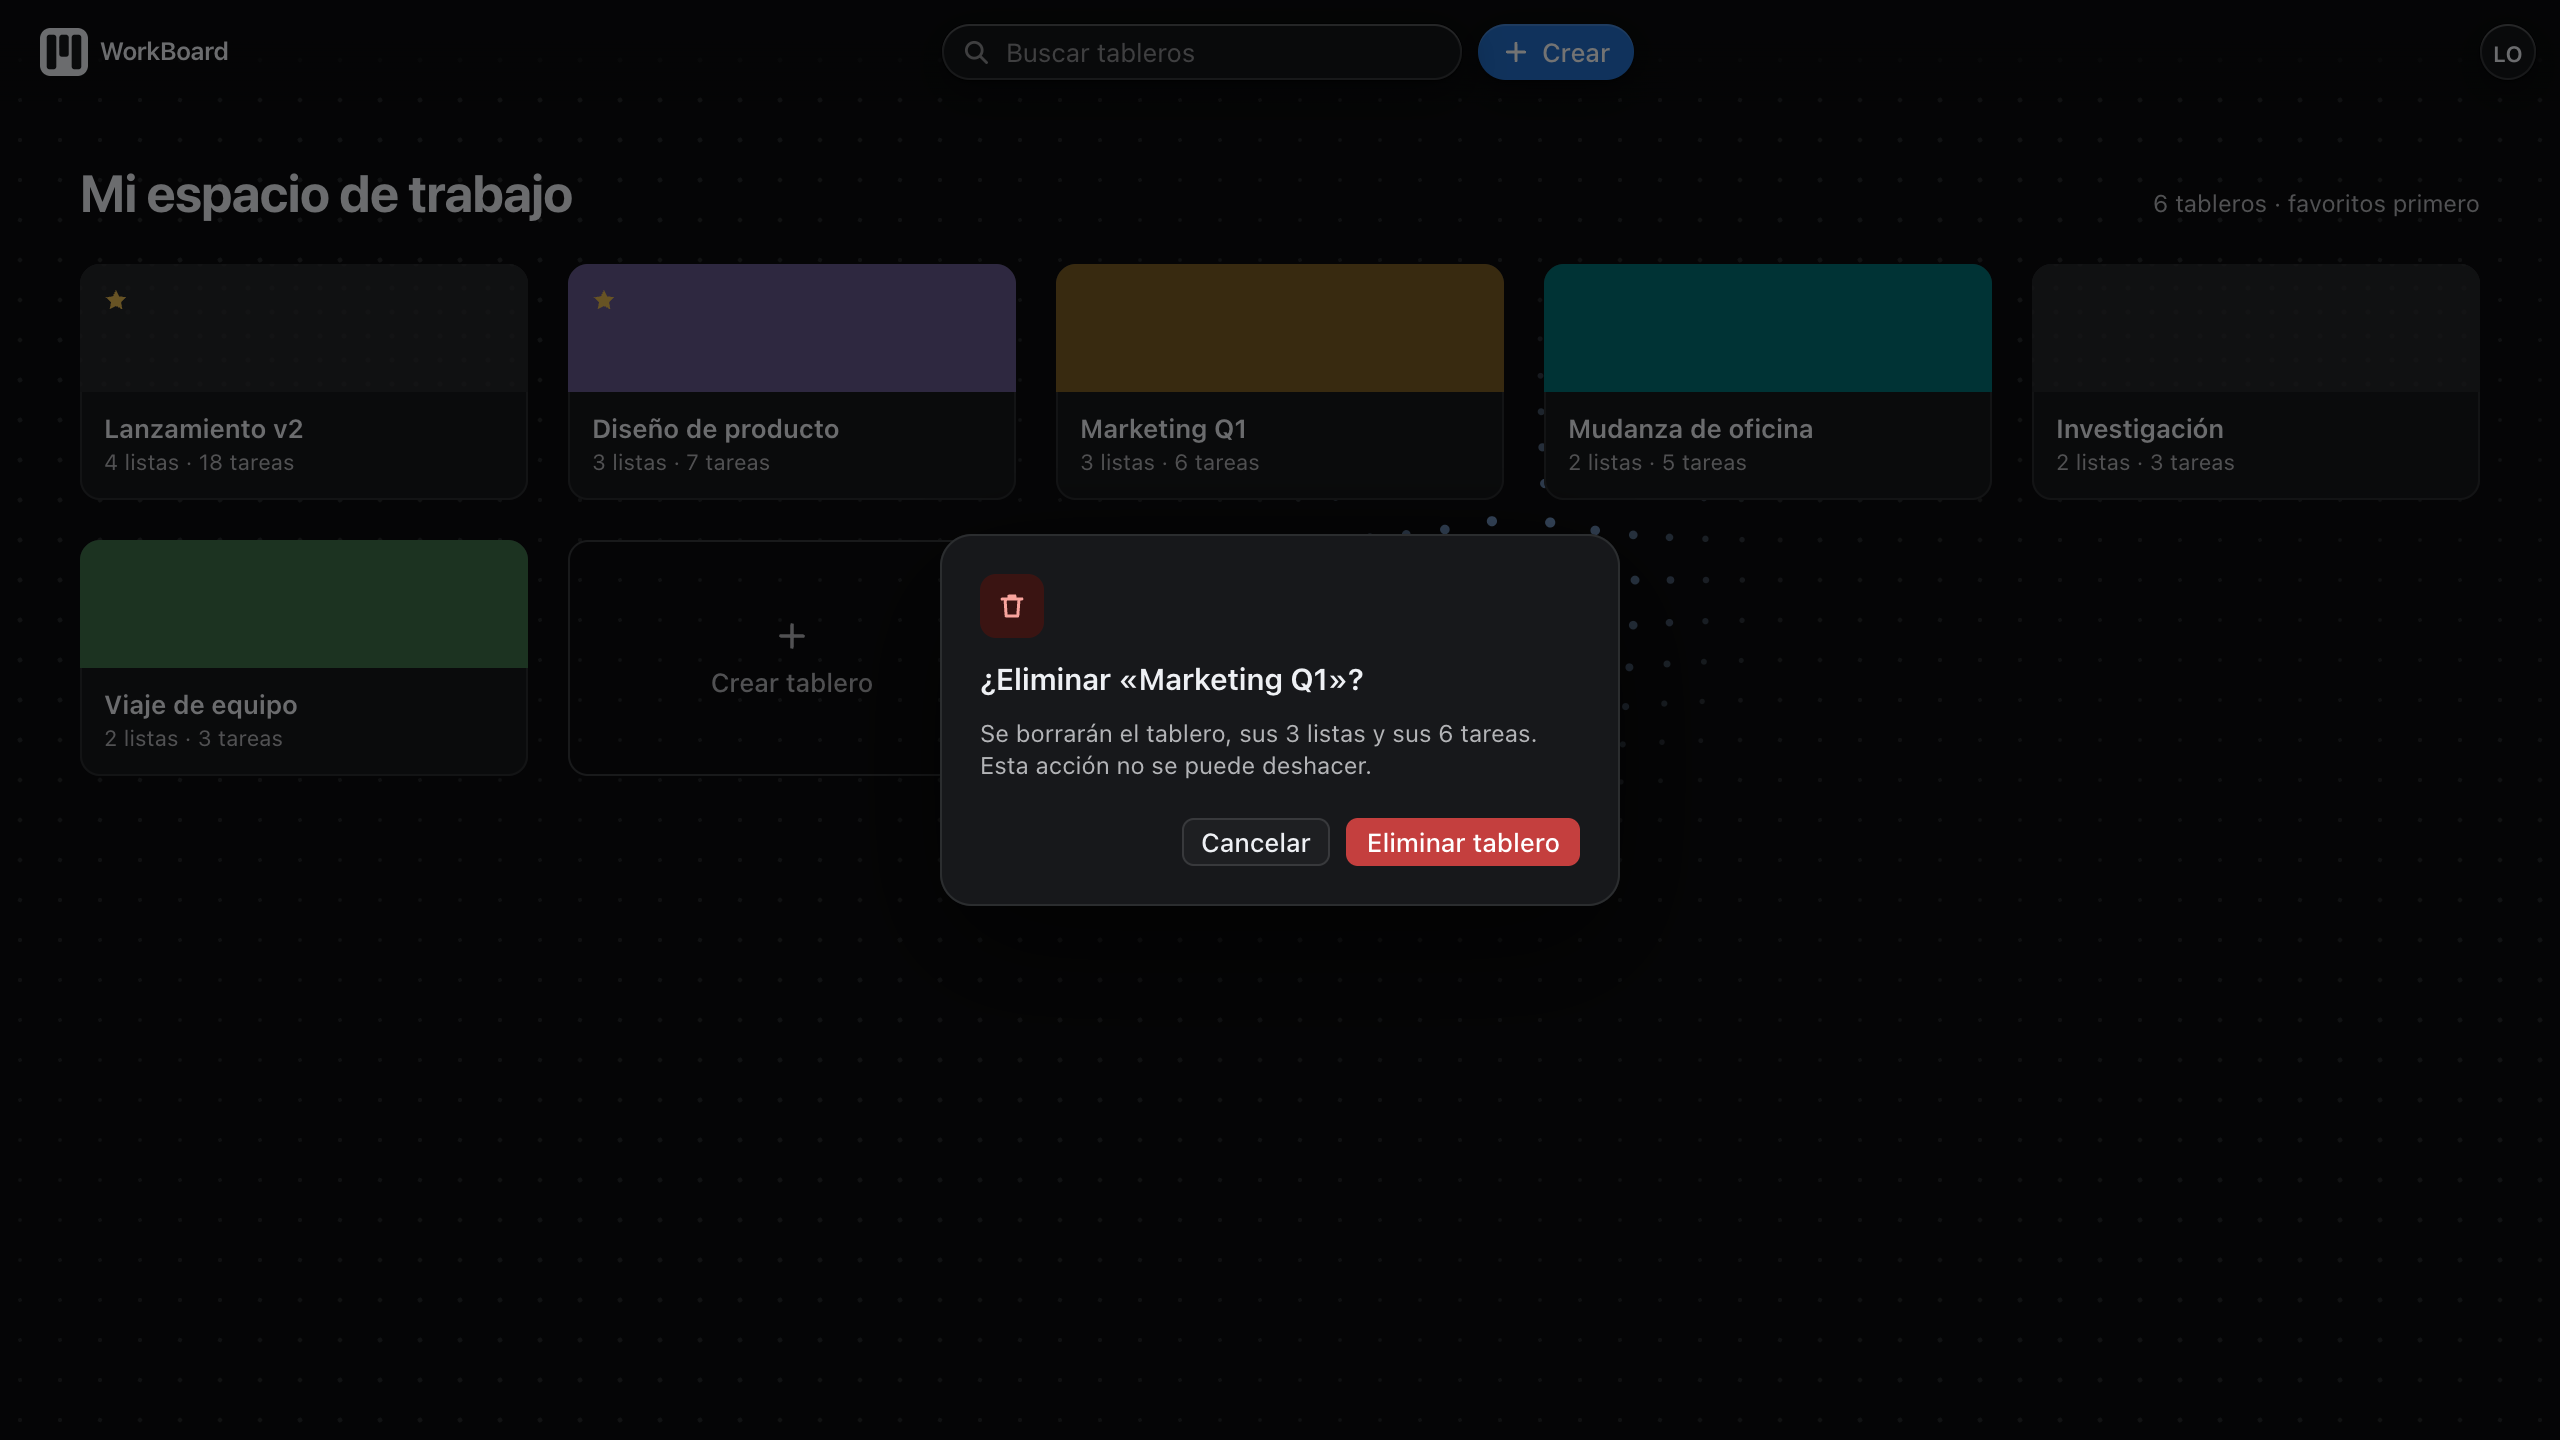 WorkBoard
Buscar tableros
Crear
LO
Mi espacio de trabajo
6 tableros · favoritos primero
Lanzamiento v2
4 listas · 18 tareas
Diseño de producto
3 listas · 7 tareas
Marketing Q1
3 listas · 6 tareas
Mudanza de oficina
2 listas · 5 tareas
Investigación
2 listas · 3 tareas
Viaje de equipo
2 listas · 3 tareas
Crear tablero
¿Eliminar «Marketing Q1»?
Se borrarán el tablero, sus 3 listas y sus 6 tareas.
Esta acción no se puede deshacer.
Cancelar
Eliminar tablero